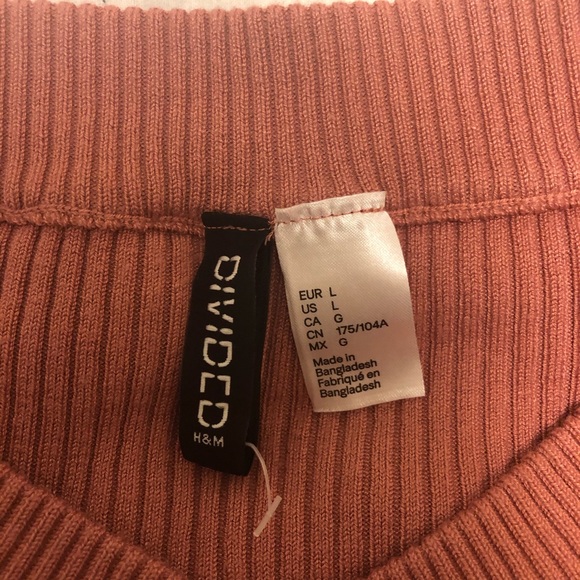 DIVIDED
H&M
EUR L
US L
CA G
CN 175/104A
MX G
Made in
Bangladesh
Fabriqué en
Bangladesh